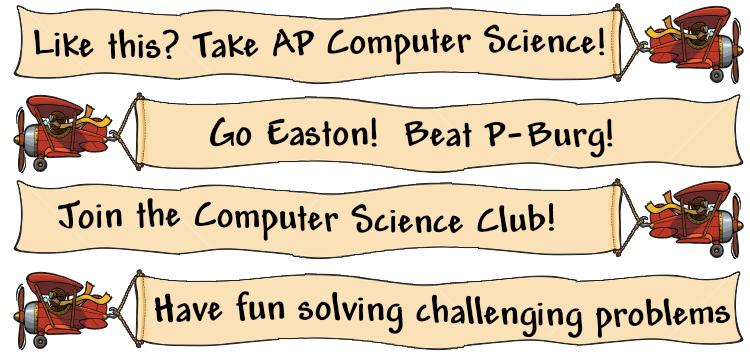 Like this? Take AP Computer Science!
Go Easton! Beat P-Burg!
Join the Computer Science Club!
Have fun solving challenging problems